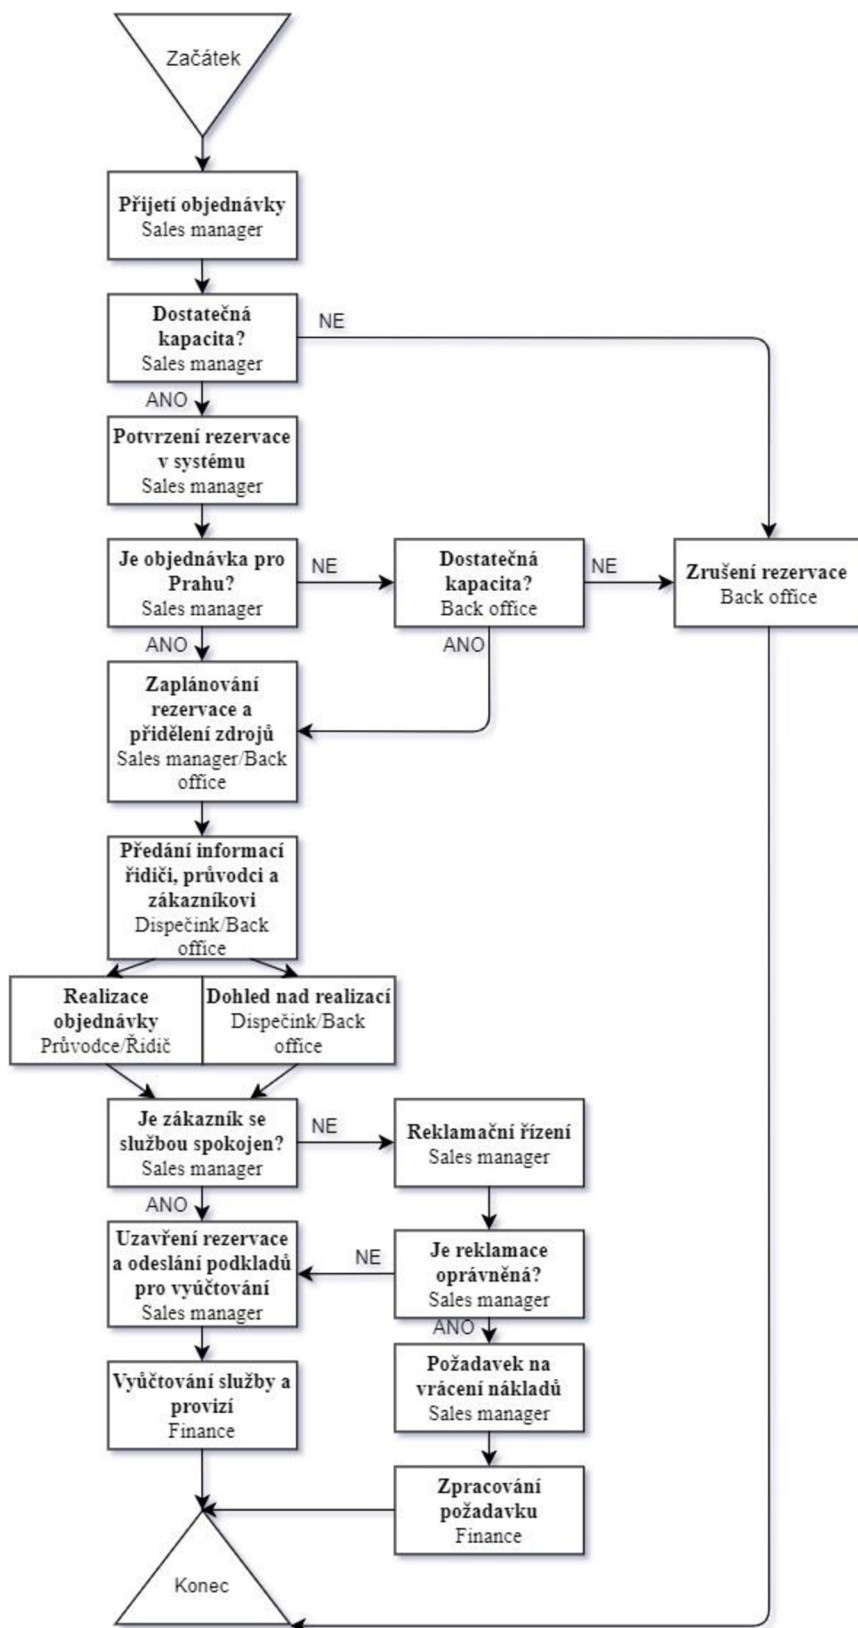 Začátek
Přijetí objednávky
Sales manager
Dostatečná
kapacita?
Sales manager
NE
ANO
Potvrzení rezervace
v systému
Sales manager
Je objednávka pro
Prahu?
Sales manager
NE
Dostatečná
kapacita?
Back office
NE
Zrušení rezervace
Back office
ANO
ANO
Zaplánování
rezervace a
přidělení zdrojů
Sales manager/Back
office
Předání informací
řidiči, průvodci a
zákazníkovi
Dispečink/Back
office
Realizace
objednávky
Průvodce/Řidič
Dohled nad realizací
Dispečink/Back
office
Je zákazník se
službou spokojen?
Sales manager
NE
Reklamační řízení
Sales manager
ANO
Uzavření rezervace
a odeslání podkladů
pro vyúčtování
Sales manager
NE
Je reklamace
oprávněná?
Sales manager
ANO
Vyůčtování služby a
provizí
Finance
Požadavek na
vrácení nákladů
Sales manager
Zpracování
požadavku
Finance
Konec